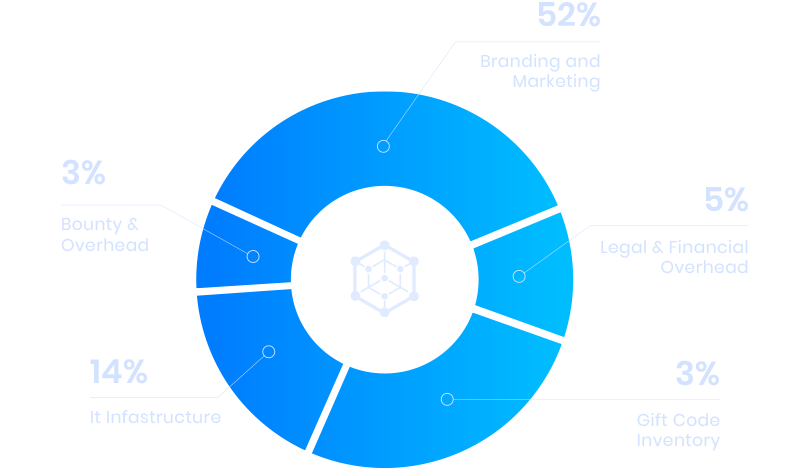 52%
Branding and
Marketing
3%
Bounty &
Overhead
5%
Legal & Financial
Overhead
14%
It Infastructure
3%
Gift Code
Inventory